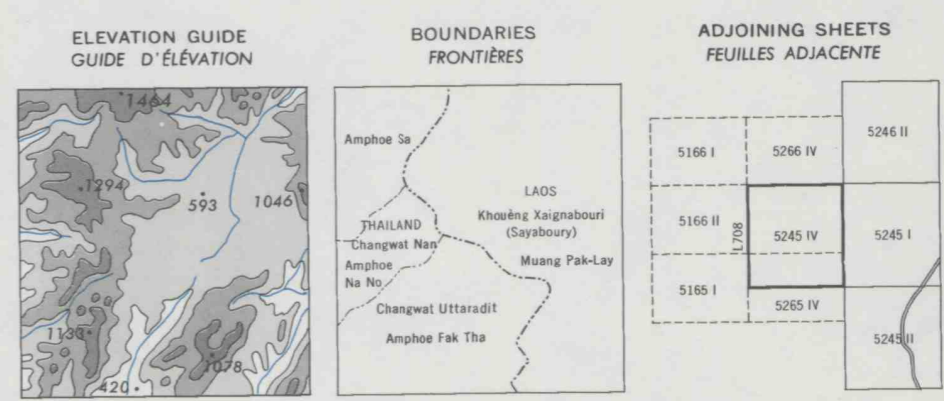 ELEVATION GUIDE
GUIDE D'ÉLÉVATION
1464
1294
593
1046
1133
1078
420
BOUNDARIES
FRONTIÈRES
Amphoe Sa
LAOS
THAILAND
Khouèng Xaignabouri
(Sayaboury)
Changwat Nan
Muang Pak-Lay
Amphoe
Na No
Changwat Uttaradit
Amphoe Fak Tha
ADJOINING SHEETS
FEUILLES ADJACENTE
5246 II
5166 I
5266 IV
5166 II
L708
5245 IV
5245 I
5165 I
5265 IV
5245 II